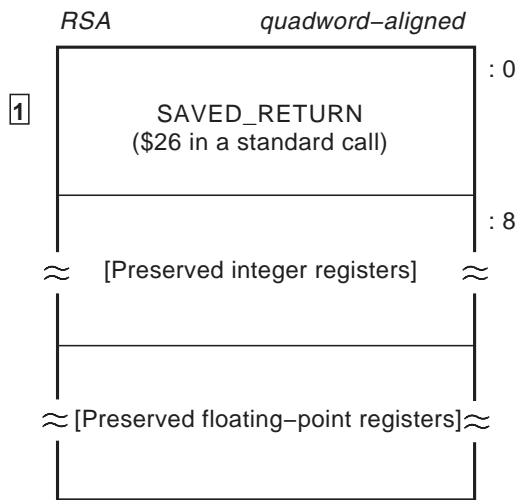 RSA quadword–aligned
: 0
1 SAVED_RETURN
($26 in a standard call)
: 8
[Preserved integer registers]
[Preserved floating–point registers]